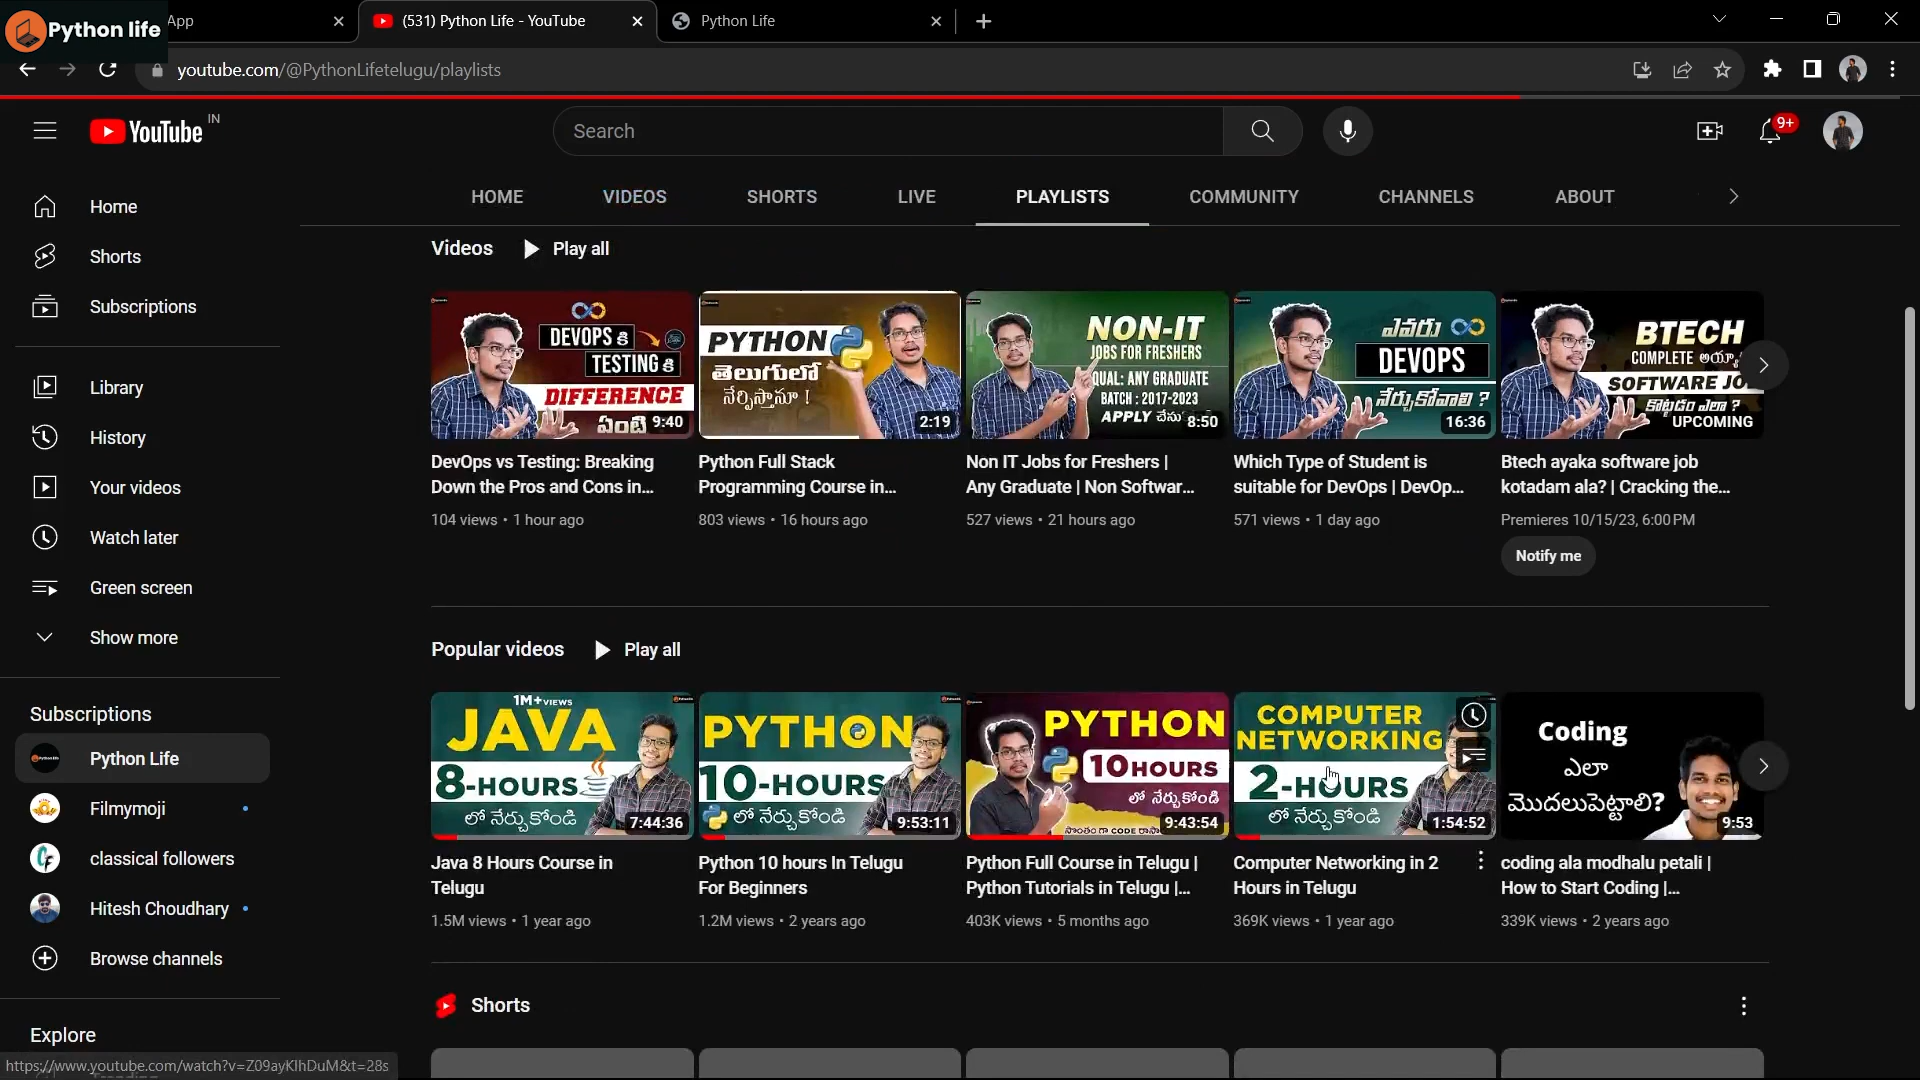 Python life
App
(531) Python Life - YouTube
Python Life
youtube.com/@PythonLifetelugu/playlists
YouTube IN
Search
9+
HOME
VIDEOS
SHORTS
LIVE
PLAYLISTS
COMMUNITY
CHANNELS
ABOUT
Home
Shorts
Subscriptions
Library
History
Your videos
Watch later
Green screen
Show more
Subscriptions
Python Life
Filmymoji
classical followers
Hitesh Choudhary
Browse channels
Explore
https://www.youtube.com/watch?v=Z09ayKIhDuM&t=28s
Videos
Play all
DEVOPS కి
TESTING కి
DIFFERENCE
ఏంటి
9:40
DevOps vs Testing: Breaking
Down the Pros and Cons in...
104 views • 1 hour ago
PYTHON
తెలుగులో
నేర్పిస్తానూ !
2:19
Python Full Stack
Programming Course in...
803 views • 16 hours ago
NON-IT
JOBS FOR FRESHERS
QUAL: ANY GRADUATE
BATCH : 2017-2023
APPLY
8:50
Non IT Jobs for Freshers |
Any Graduate | Non Softwar...
527 views • 21 hours ago
ఎవరు
DEVOPS
నేర్చుకోవాలి ?
16:36
Which Type of Student is
suitable for DevOps | DevOp...
571 views • 1 day ago
BTECH
COMPLETE
SOFTWARE
కొట్టడం ఎలా ?
UPCOMING
Btech ayaka software job
kotadam ala? | Cracking the...
Premieres 10/15/23, 6:00 PM
Notify me
Popular videos
Play all
1M+VIEWS
JAVA
8-HOURS
లో నేర్చుకోండి
7:44:36
Java 8 Hours Course in
Telugu
1.5M views • 1 year ago
PYTHON
10-HOURS
లో నేర్చుకోండి
9:53:11
Python 10 hours In Telugu
For Beginners
1.2M views • 2 years ago
PYTHON
10 HOURS
లో నేర్చుకోండి
9:43:54
Python Full Course in Telugu |
Python Tutorials in Telugu |...
403K views • 5 months ago
COMPUTER
NETWORKING
2-HOURS
లో నేర్చుకోండి
1:54:52
Computer Networking in 2
Hours in Telugu
369K views • 1 year ago
Coding
ఎలా
మొదలుపెట్టాలి?
9:53
coding ala modhalu petali |
How to Start Coding |...
339K views • 2 years ago
Shorts